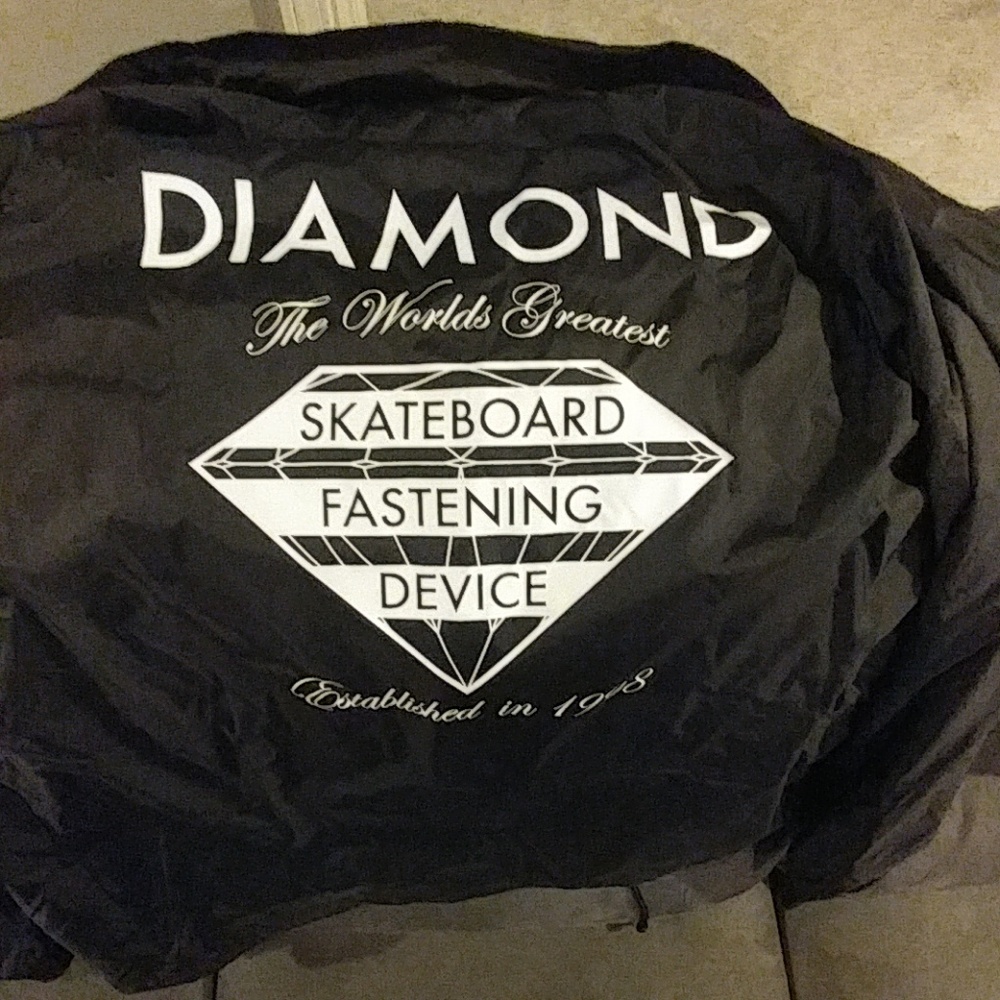 DIAMOND
The Worlds Greatest
SKATEBOARD
FASTENING
DEVICE
Established in